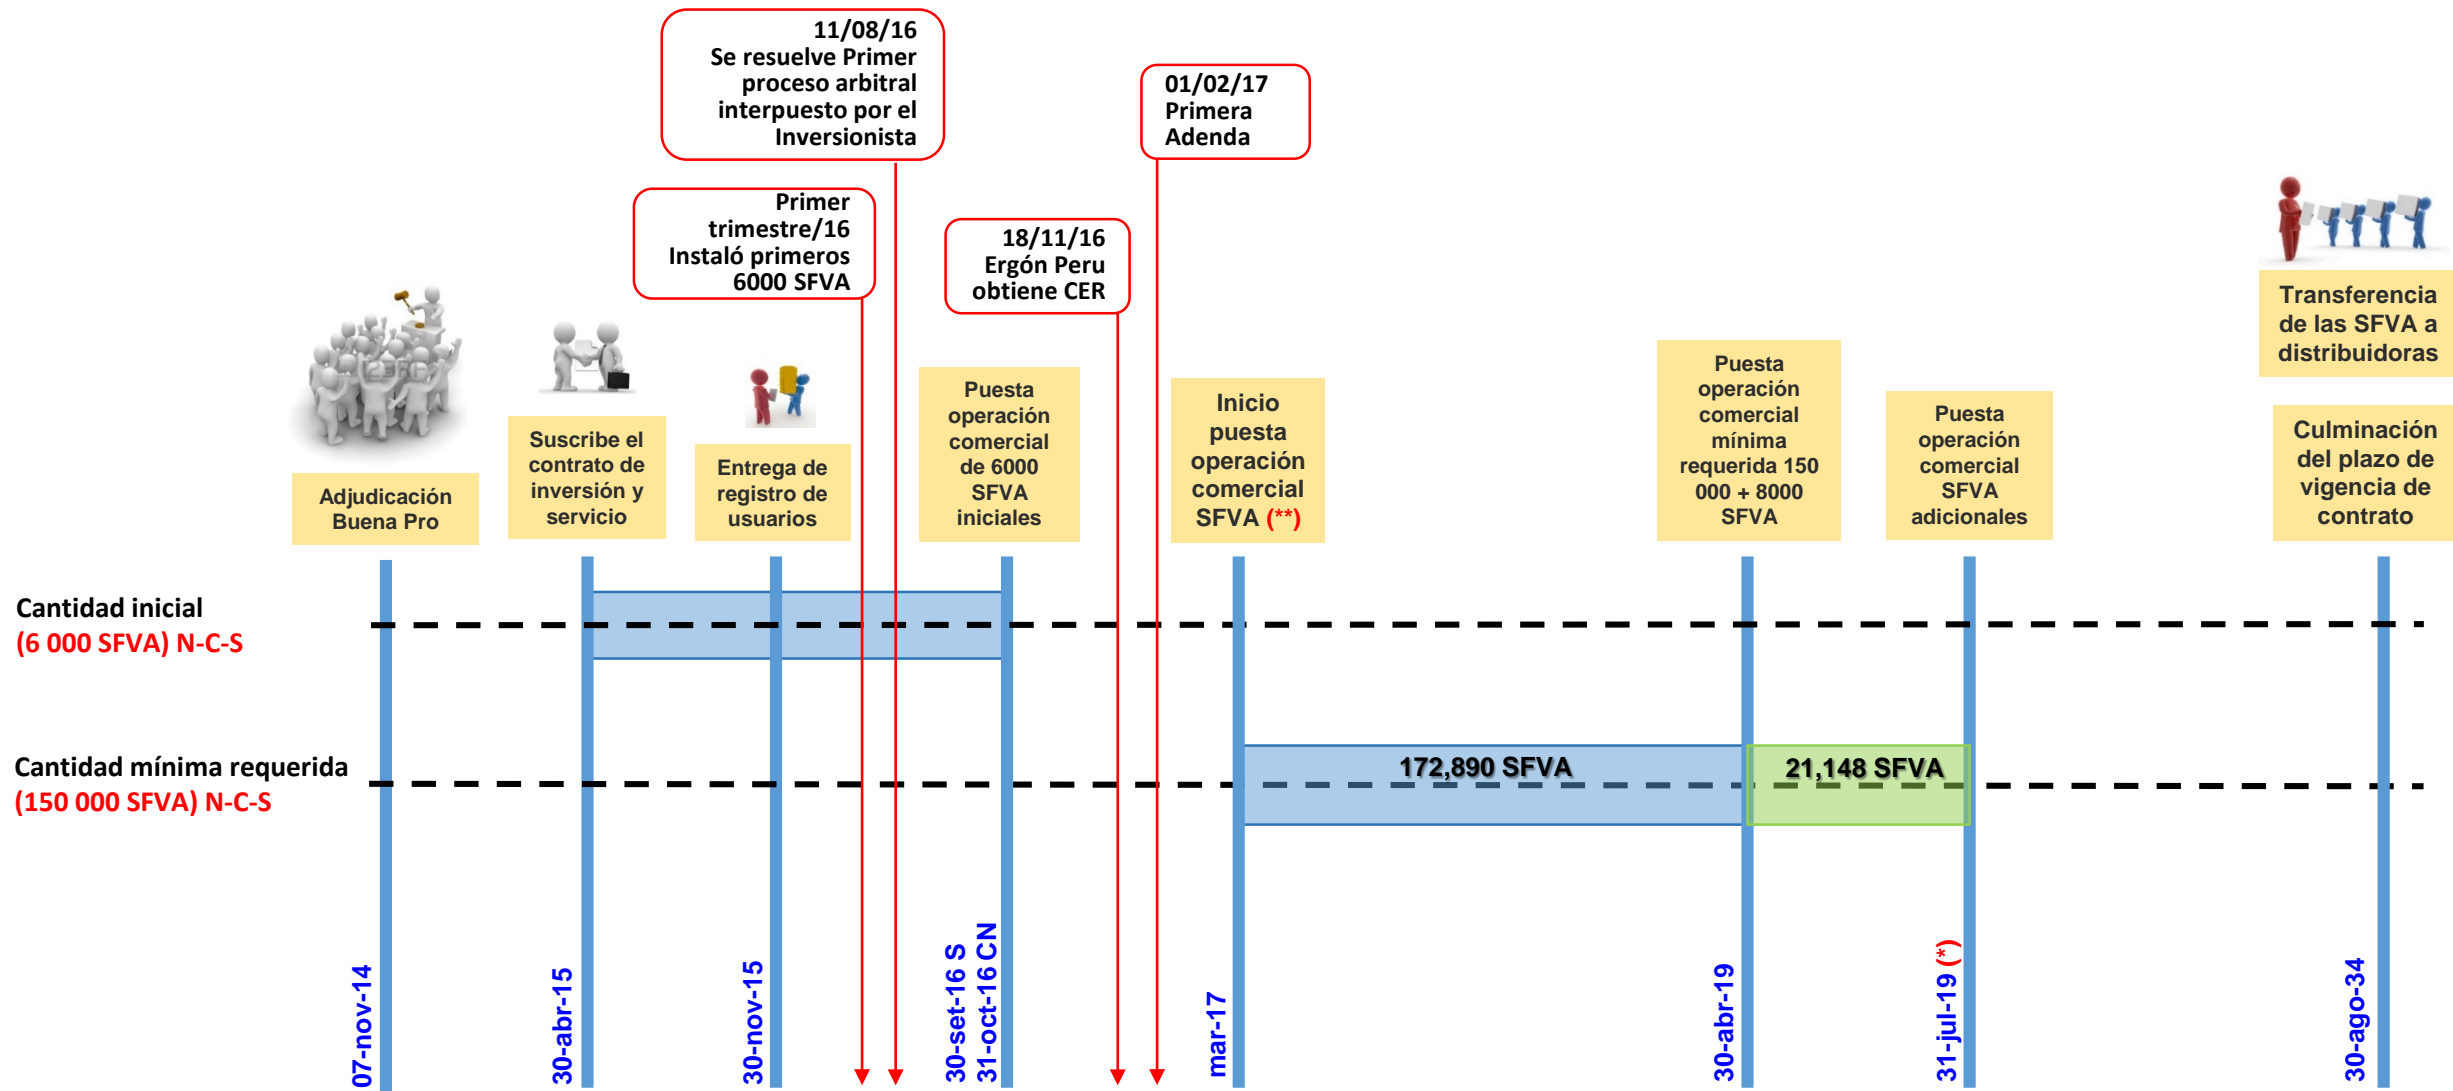 11/08/16
Se resuelve Primer
proceso arbitral
interpuesto por el
Inversionista
01/02/17
Primera
Adenda
Primer
trimestre/16
Instaló primeros
6000 SFVA
18/11/16
Ergón Peru
obtiene CER
Adjudicación
Buena Pro
Suscribe el
contrato de
inversión y
servicio
Entrega de
registro de
usuarios
Puesta
operación
comercial
de 6000
SFVA
iniciales
Inicio
puesta
operación
comercial
SFVA (**)
Puesta
operación
comercial
mínima
requerida 150
000 + 8000
SFVA
Puesta
operación
comercial
SFVA
adicionales
Transferencia
de las SFVA a
distribuidoras
Culminación
del plazo de
vigencia de
contrato
Cantidad inicial
(6 000 SFVA) N-C-S
Cantidad mínima requerida
(150 000 SFVA) N-C-S
172,890 SFVA
21,148 SFVA
07-nov-14
30-abr-15
30-nov-15
30-set-16 S
31-oct-16 CN
mar-17
30-abr-19
31-jul-19 (*)
30-ago-34